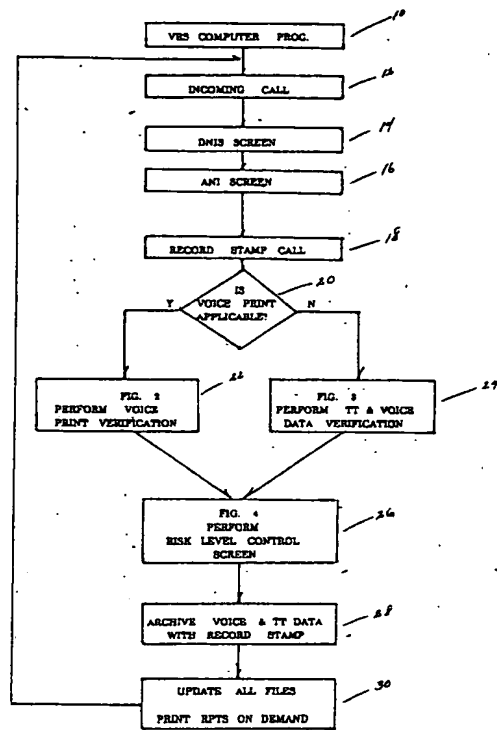 VRS COMPUTER PROG.
10
INCOMING CALL
12
DNIS SCREEN
14
ANI SCREEN
16
RECORD STAMP CALL
18
IS
VOICE PRINT
APPLICABLE?
20
Y
N
FIG. 2
PERFORM VOICE
PRINT VERIFICATION
22
FIG. 3
PERFORM TT & VOICE
DATA VERIFICATION
24
FIG. 4
PERFORM
RISK LEVEL CONTROL
SCREEN
26
ARCHIVE VOICE & TT DATA
WITH RECORD STAMP
28
UPDATE ALL FILES
PRINT RPTS ON DEMAND
30